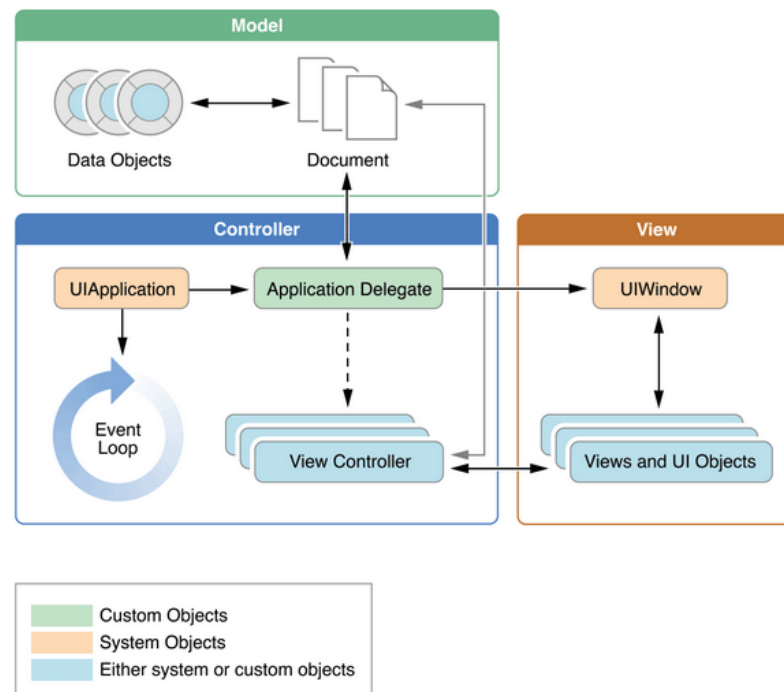 Model
Data Objects
Document
Controller
View
UIApplication
Application Delegate
UIWindow
Event
Loop
View Controller
Views and UI Objects
Custom Objects
System Objects
Either system or custom objects